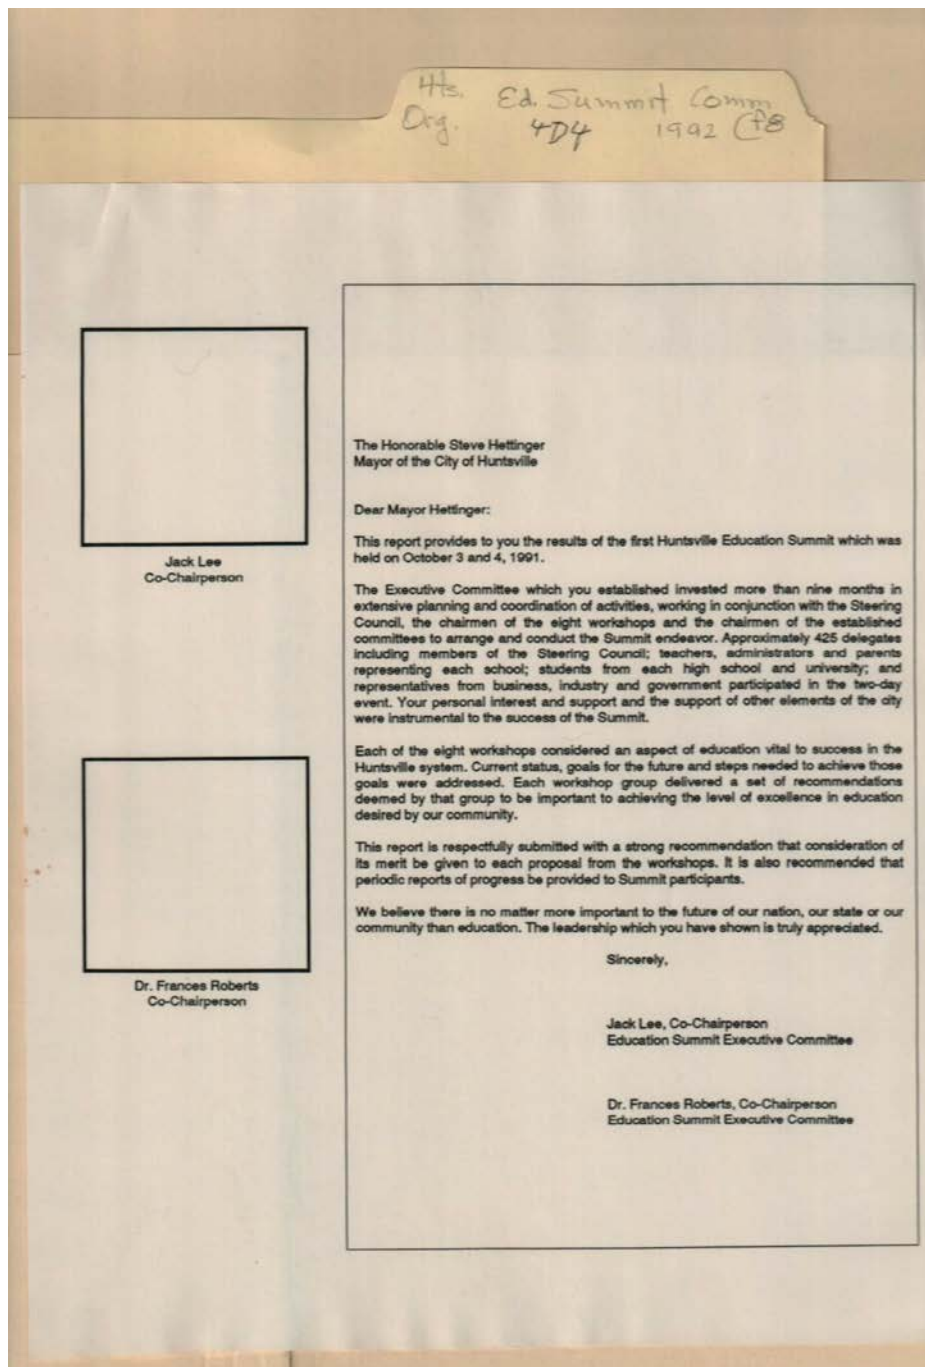 Hts. Ed. Summit Comm
Org. 4D4 1992 (f8
Jack Lee
Co-Chairperson
Dr. Frances Roberts
Co-Chairperson
The Honorable Steve Hettinger
Mayor of the City of Huntsville
Dear Mayor Hettinger:
This report provides to you the results of the first Huntsville Education Summit which was
held on October 3 and 4, 1991.
The Executive Committee which you established invested more than nine months in
extensive planning and coordination of activities, working in conjunction with the Steering
Council, the chairmen of the eight workshops and the chairmen of the established
committees to arrange and conduct the Summit endeavor. Approximately 425 delegates
including members of the Steering Council; teachers, administrators and parents
representing each school; students from each high school and university; and
representatives from business, industry and government participated in the two-day
event. Your personal interest and support and the support of other elements of the city
were instrumental to the success of the Summit.
Each of the eight workshops considered an aspect of education vital to success in the
Huntsville system. Current status, goals for the future and steps needed to achieve those
goals were addressed. Each workshop group delivered a set of recommendations
deemed by that group to be important to achieving the level of excellence in education
desired by our community.
This report is respectfully submitted with a strong recommendation that consideration of
its merit be given to each proposal from the workshops. It is also recommended that
periodic reports of progress be provided to Summit participants.
We believe there is no matter more important to the future of our nation, our state or our
community than education. The leadership which you have shown is truly appreciated.
Sincerely,
Jack Lee, Co-Chairperson
Education Summit Executive Committee
Dr. Frances Roberts, Co-Chairperson
Education Summit Executive Committee